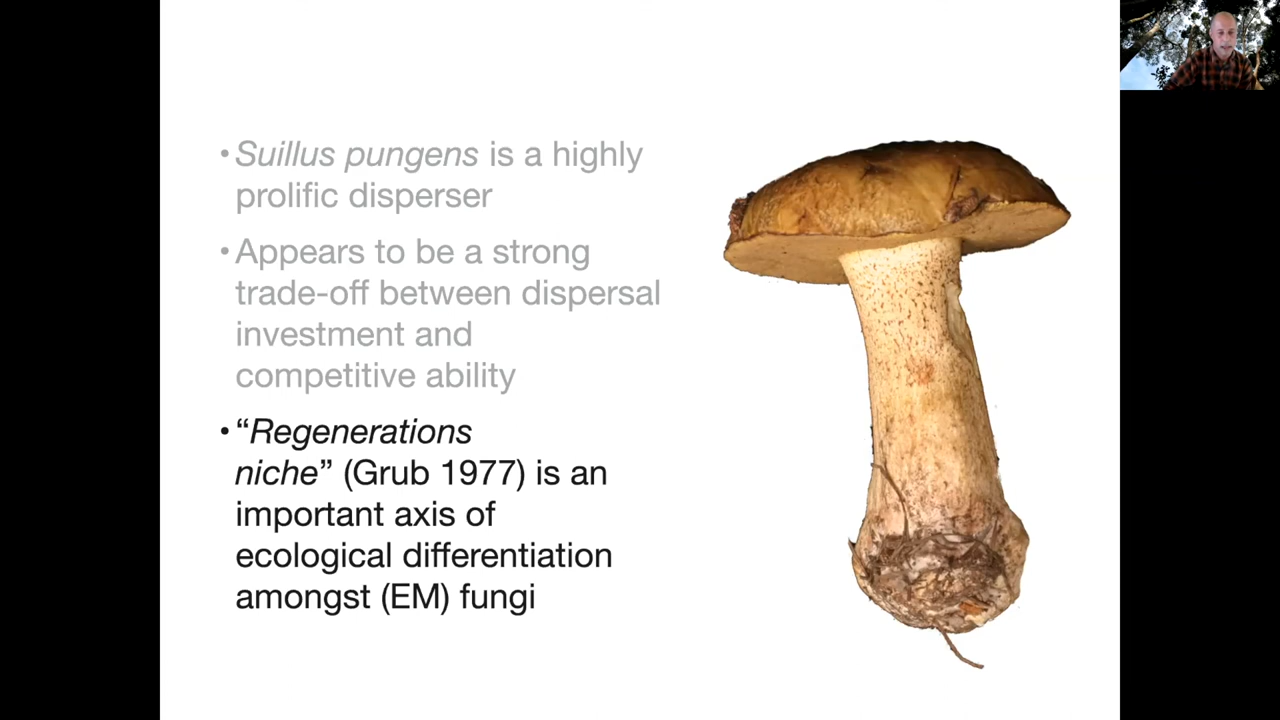 • Suillus pungens is a highly
prolific disperser
• Appears to be a strong
trade-off between dispersal
investment and
competitive ability
• “Regenerations
niche” (Grub 1977) is an
important axis of
ecological differentiation
amongst (EM) fungi